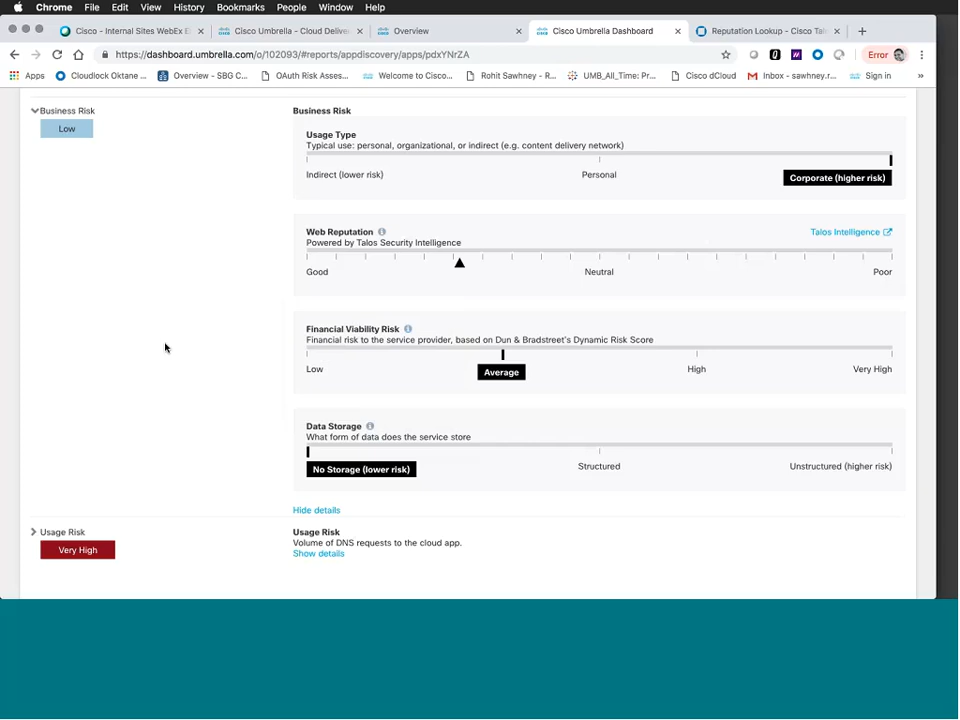 Chrome File Edit View History Bookmarks People Window Help
Cisco - Internal Sites WebEx E
Cisco Umbrella - Cloud Deliver
Overview
Cisco Umbrella Dashboard
Reputation Lookup - Cisco Tal
https://dashboard.umbrella.com/o/102093/#reports/appdiscovery/apps/pdxYNrZA
Error
Apps
Cloudlock Oktane ...
Overview – SBG C...
OAuth Risk Asses...
Welcome to Cisco...
Rohit Sawhney - R...
UMB_All_Time: Pr...
Cisco dCloud
Inbox - sawhney.r...
Sign in
»
Business Risk
Low
Business Risk
Usage Type
Typical use: personal, organizational, or indirect (e.g. content delivery network)
Indirect (lower risk)
Personal
Corporate (higher risk)
Web Reputation
Talos Intelligence
Powered by Talos Security Intelligence
Good
Neutral
Poor
Financial Viability Risk
Financial risk to the service provider, based on Dun & Bradstreet's Dynamic Risk Score
Low
Average
High
Very High
Data Storage
What form of data does the service store
No Storage (lower risk)
Structured
Unstructured (higher risk)
Hide details
Usage Risk
Very High
Usage Risk
Volume of DNS requests to the cloud app.
Show details